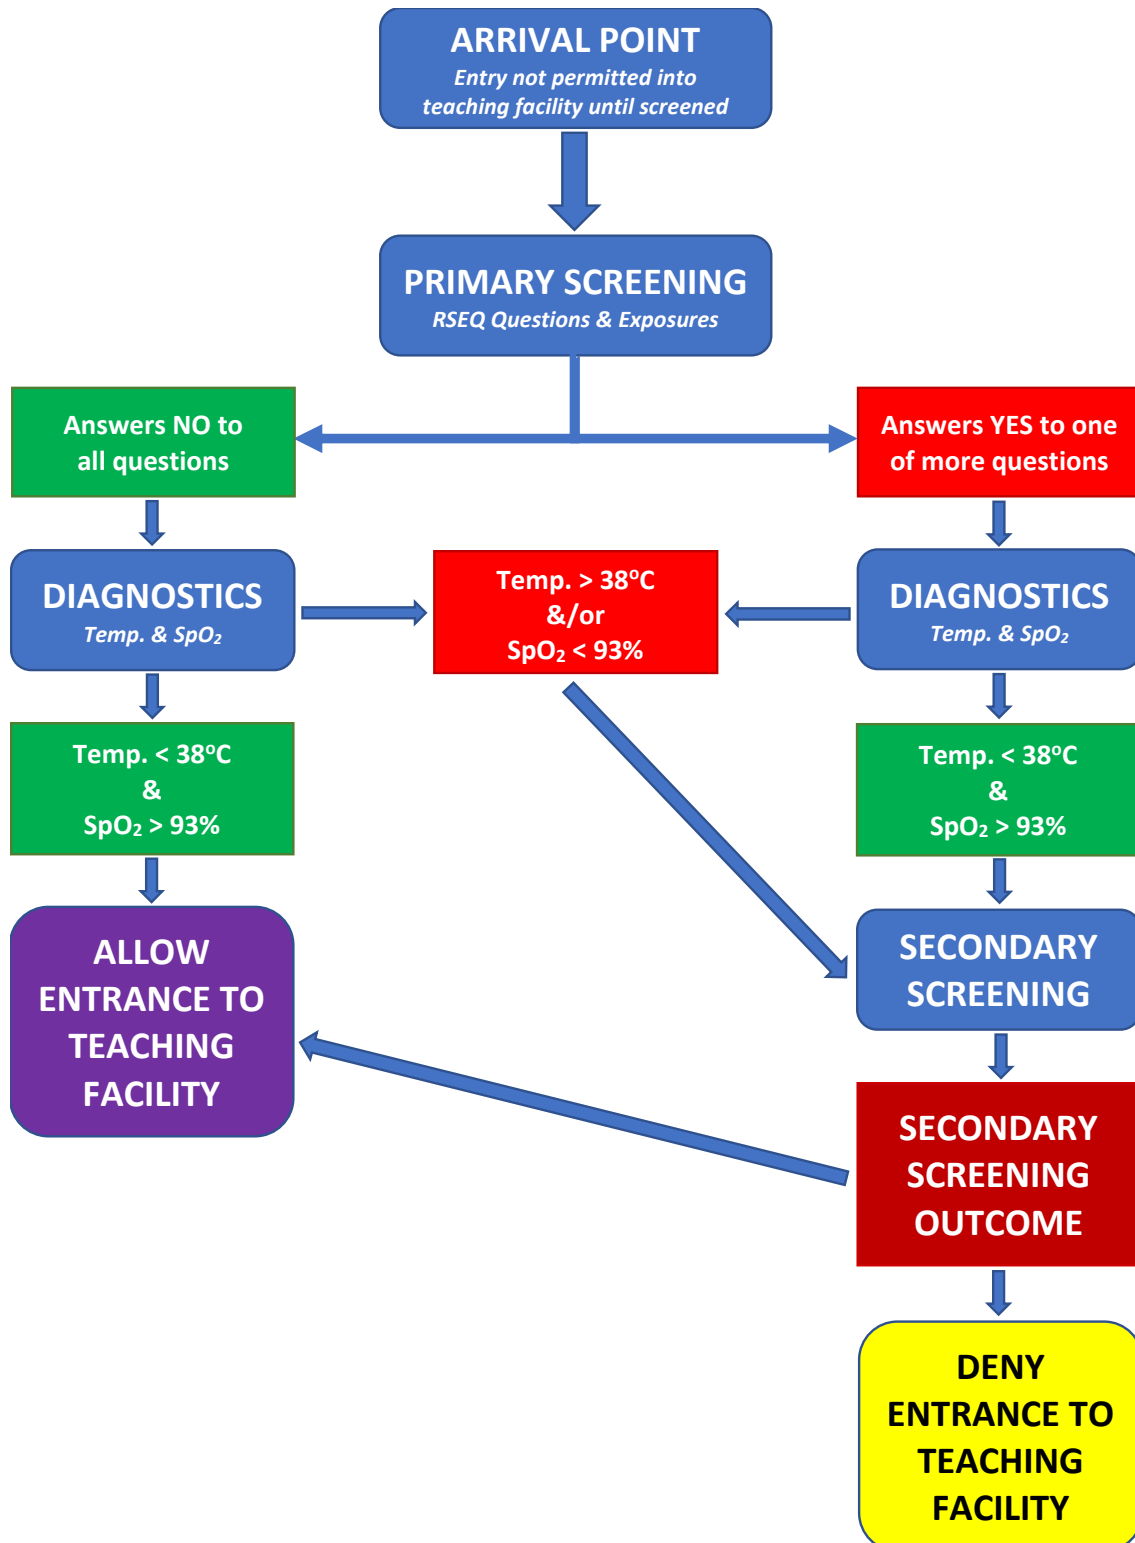 ARRIVAL POINT
Entry not permitted into
teaching facility until screened
PRIMARY SCREENING
RSEQ Questions & Exposures
Answers NO to
all questions
Answers YES to one
of more questions
DIAGNOSTICS
Temp. & SpO₂
Temp. > 38°C
&/or
SpO₂ < 93%
DIAGNOSTICS
Temp. & SpO₂
Temp. < 38°C
&
SpO₂ > 93%
Temp. < 38°C
&
SpO₂ > 93%
ALLOW
ENTRANCE TO
TEACHING
FACILITY
SECONDARY
SCREENING
SECONDARY
SCREENING
OUTCOME
DENY
ENTRANCE TO
TEACHING
FACILITY